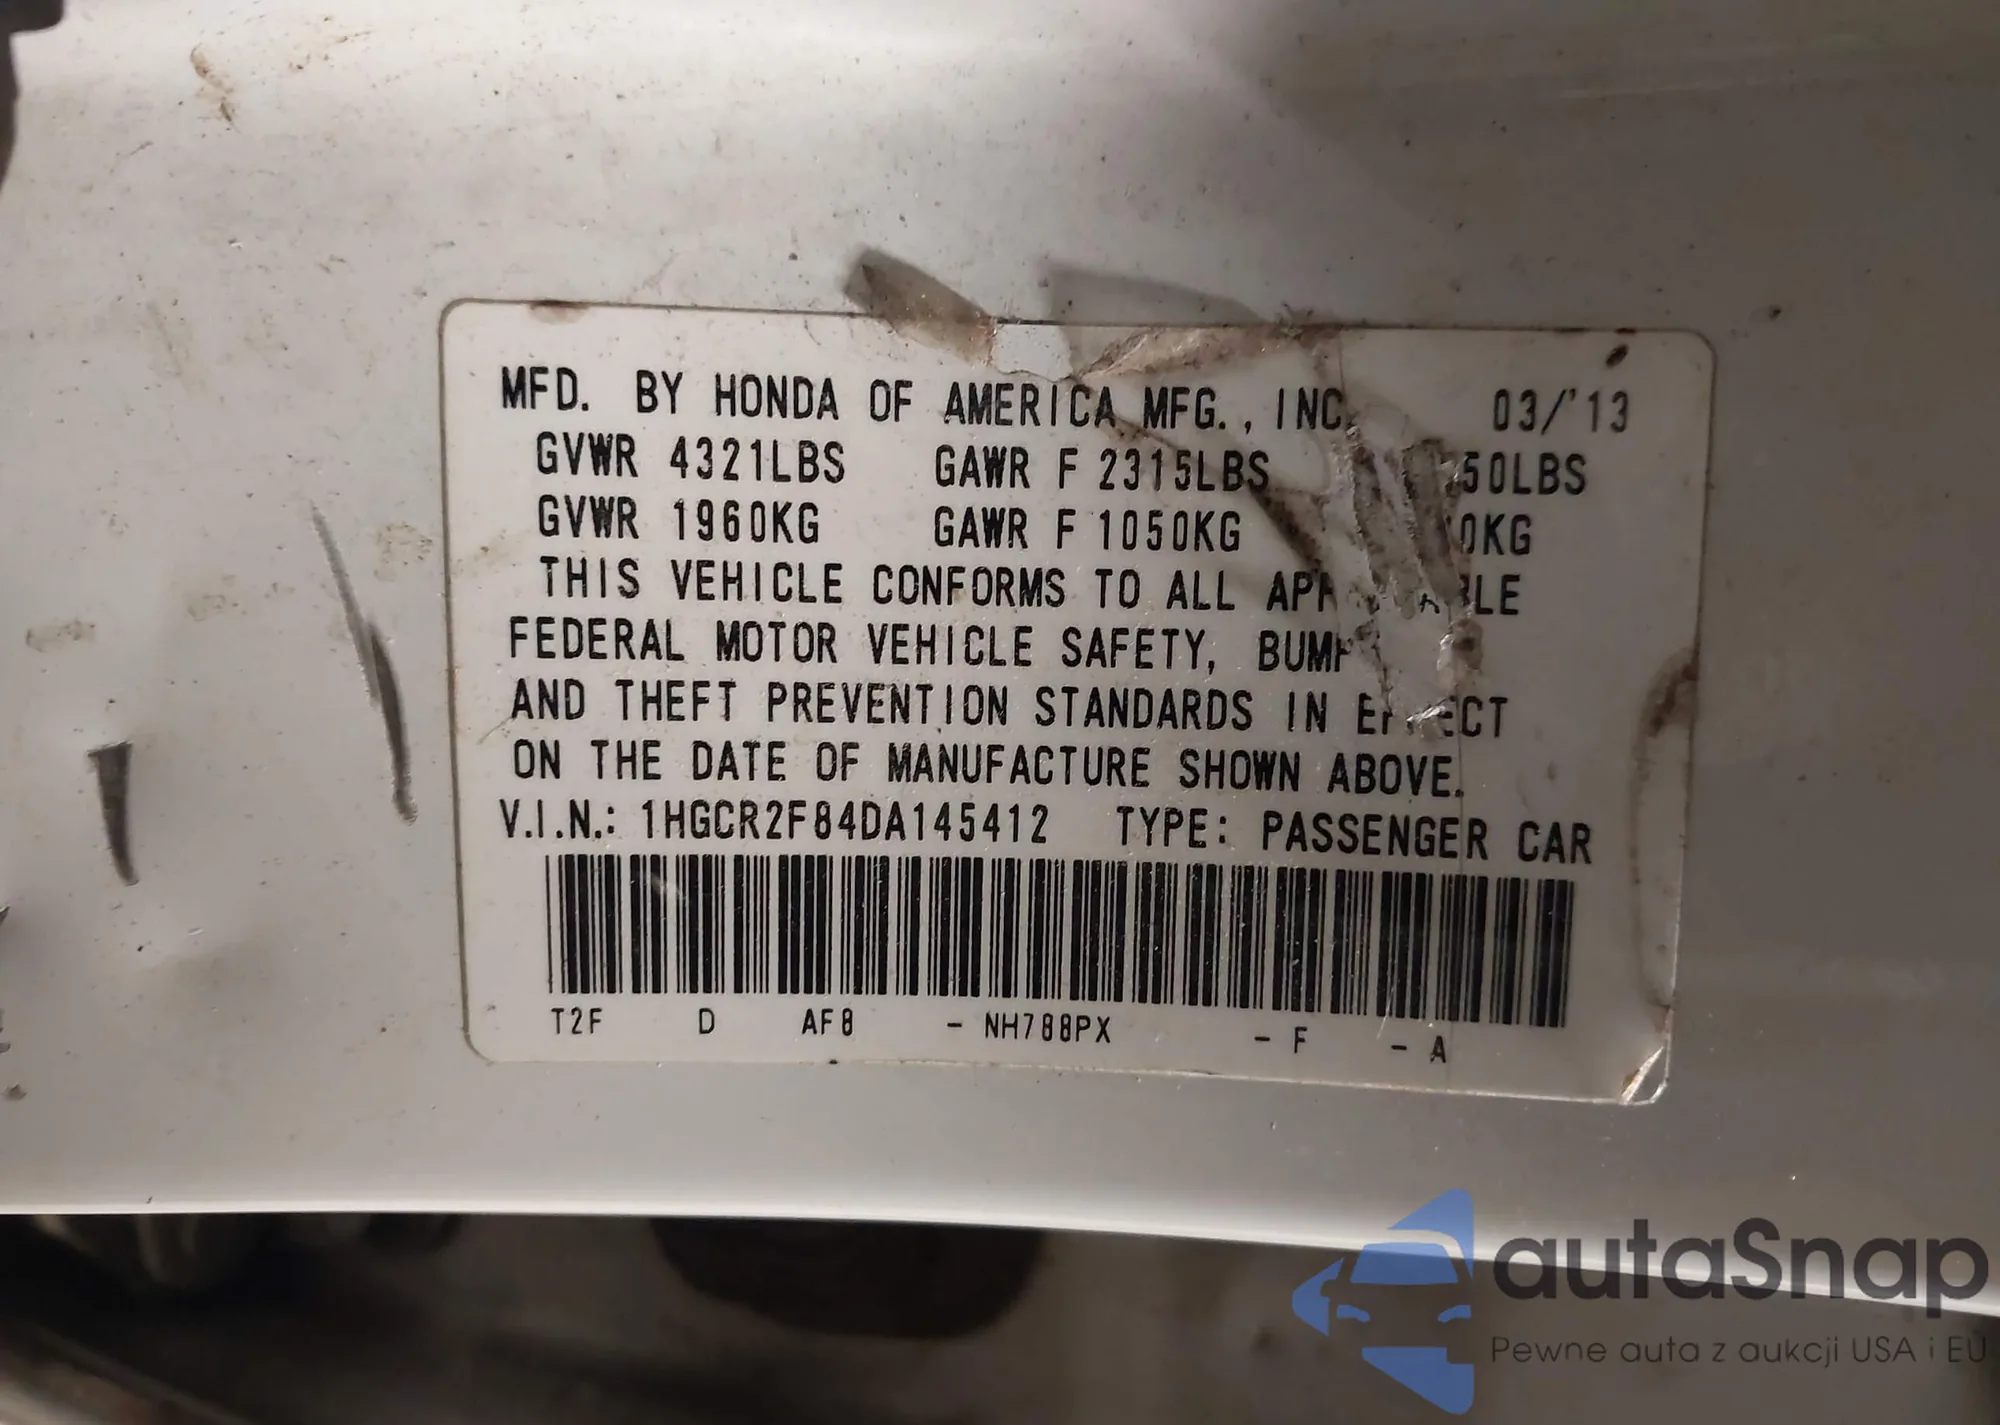 MFD. BY HONDA OF AMERICA MFG., INC. 03/'13
GVWR 4321LBS GAWR F 2315LBS 50LBS
GVWR 1960KG GAWR F 1050KG 0KG
THIS VEHICLE CONFORMS TO ALL
FEDERAL MOTOR VEHICLE SAFETY,
AND THEFT PREVENTION STANDARDS IN
ON THE DATE OF MANUFACTURE SHOWN ABOVE.
V.I.N.: 1HGCR2F84DA145412 TYPE: PASSENGER CAR
T2F D AF8 - NH788PX - F - A
autaSnap
Pewne auta z aukcji USA i EU